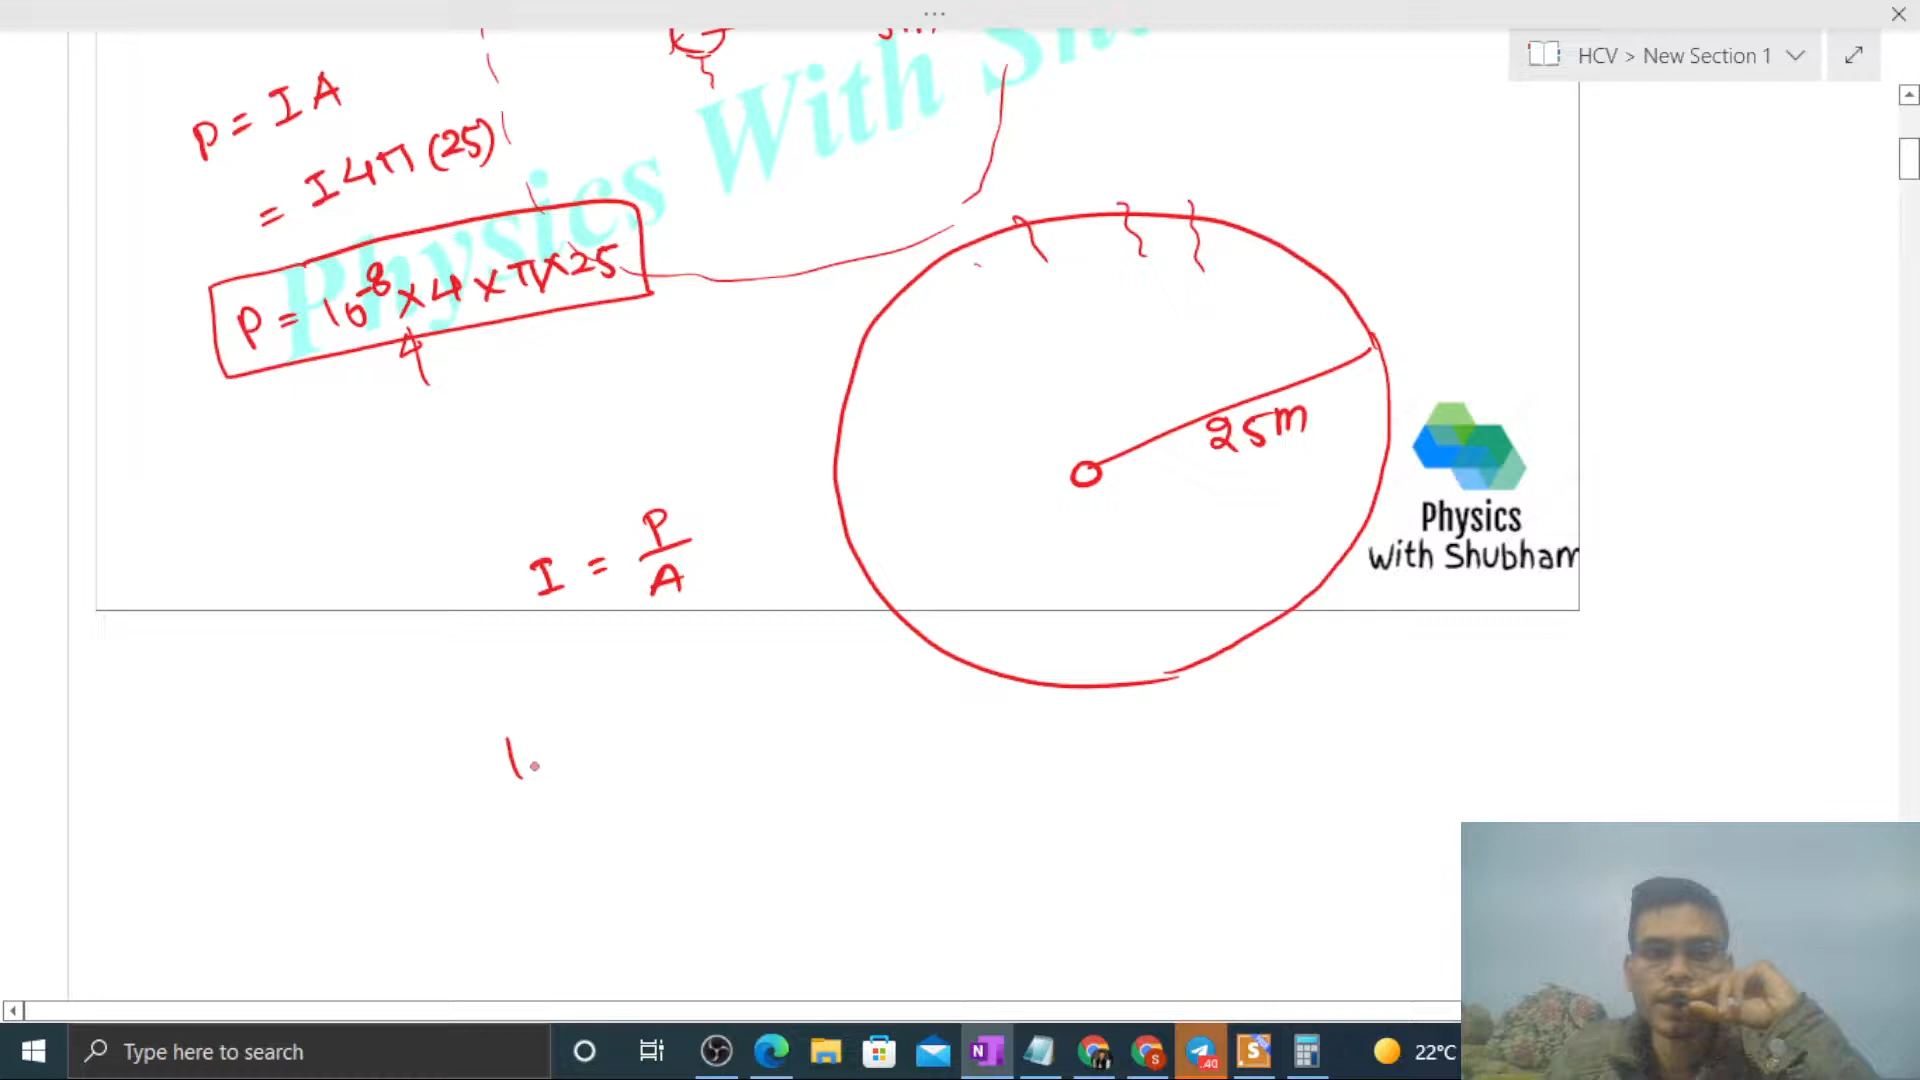 HCV > New Section 1
P = I A
= I 4π (25)
P = 10⁻⁸ × 4 × π × 25
25m
I = P/A
Physics With
Physics
With Shubham
Type here to search
22°C